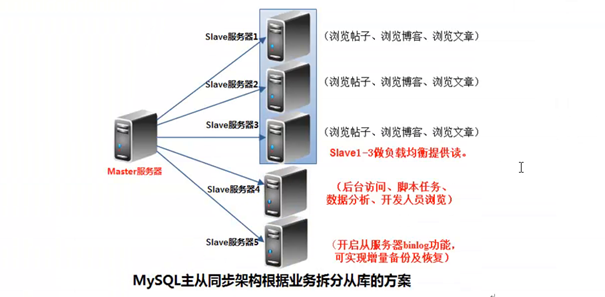 Slave服务器1
(浏览帖子、浏览博客、浏览文章)
Slave服务器2
(浏览帖子、浏览博客、浏览文章)
Slave服务器3
(浏览帖子、浏览博客、浏览文章)
Slave1-3做负载均衡提供读。
Master服务器
Slave服务器4
(后台访问、脚本任务、
数据分析、开发人员浏览)
Slave服务器5
(开启从服务器binlog功能,
可实现增量备份及恢复)
MySQL主从同步架构根据业务拆分从库的方案